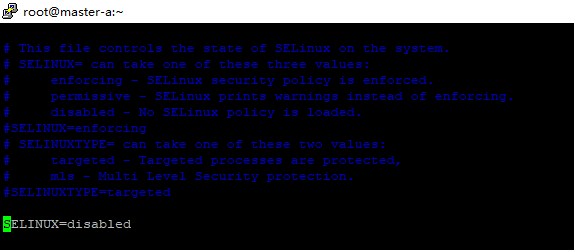 root@master-a:~
# This file controls the state of SELinux on the system.
# SELINUX= can take one of these three values:
#     enforcing - SELinux security policy is enforced.
#     permissive - SELinux prints warnings instead of enforcing.
#     disabled - No SELinux policy is loaded.
#SELINUX=enforcing
# SELINUXTYPE= can take one of these two values:
#     targeted - Targeted processes are protected,
#     mls - Multi Level Security protection.
#SELINUXTYPE=targeted
SELINUX=disabled